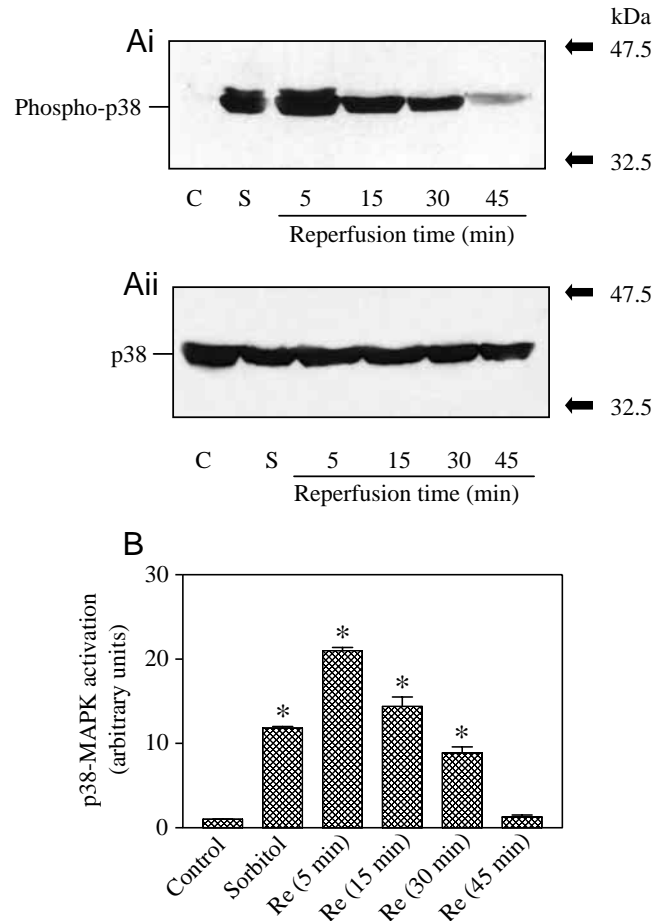 Ai
kDa
47.5
Phospho-p38
32.5
C S 5 15 30 45
Reperfusion time (min)
Aii
47.5
p38
32.5
C S 5 15 30 45
Reperfusion time (min)
B
p38-MAPK activation
(arbitrary units)
30
20
10
0
* * * *
Control Sorbitol Re (5 min) Re (15 min) Re (30 min) Re (45 min)